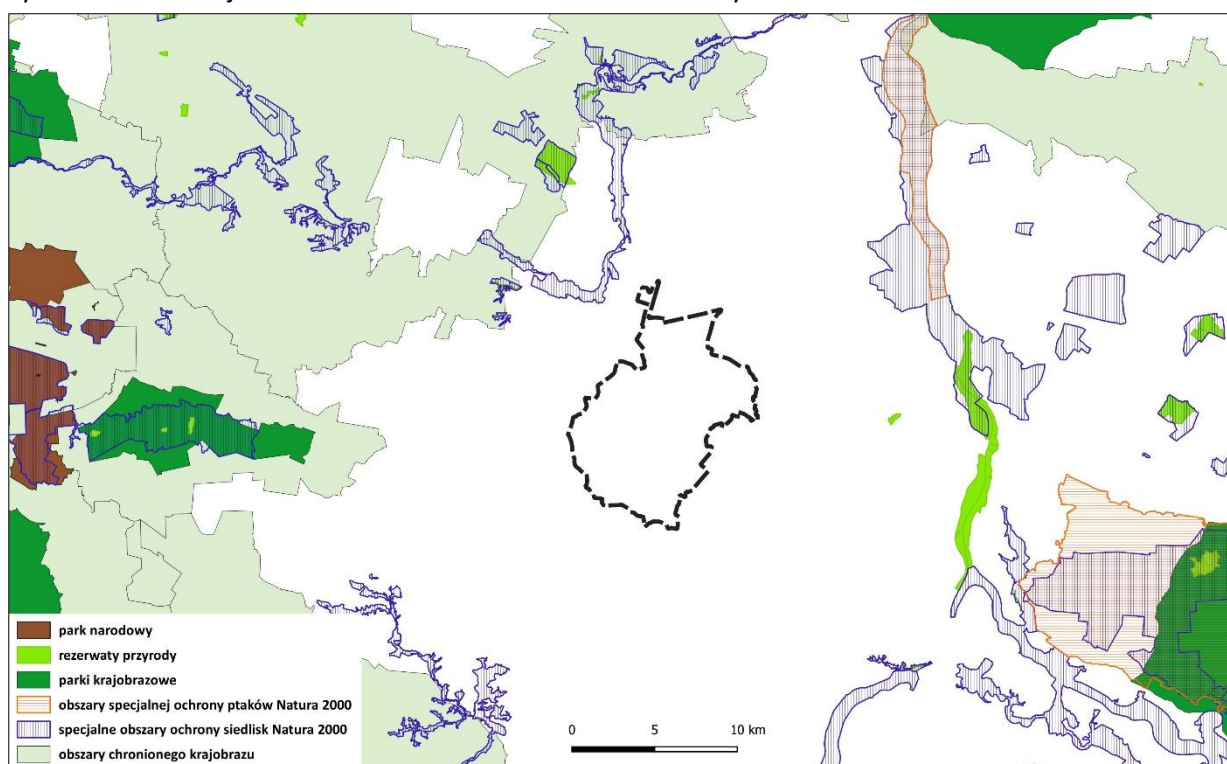 park narodowy
rezerwaty przyrody
parki krajobrazowe
obszary specjalnej ochrony ptaków Natura 2000
specjalne obszary ochrony siedlisk Natura 2000
obszary chronionego krajobrazu
0 5 10 km